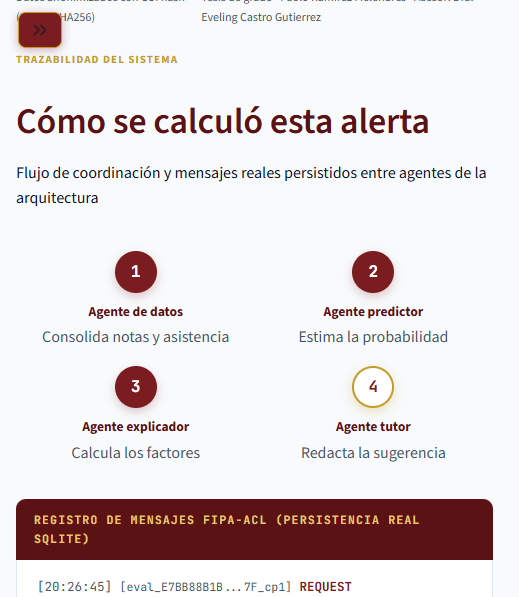 HA256)
Eveling Castro Gutierrez
TRAZABILIDAD DEL SISTEMA
Cómo se calculó esta alerta
Flujo de coordinación y mensajes reales persistidos entre agentes de la
arquitectura
1
Agente de datos
Consolida notas y asistencia
2
Agente predictor
Estima la probabilidad
3
Agente explicador
Calcula los factores
4
Agente tutor
Redacta la sugerencia
REGISTRO DE MENSAJES FIPA-ACL (PERSISTENCIA REAL
SQLITE)
[20:26:45] [eval_E7BB88B1B...7F_cp1] REQUEST